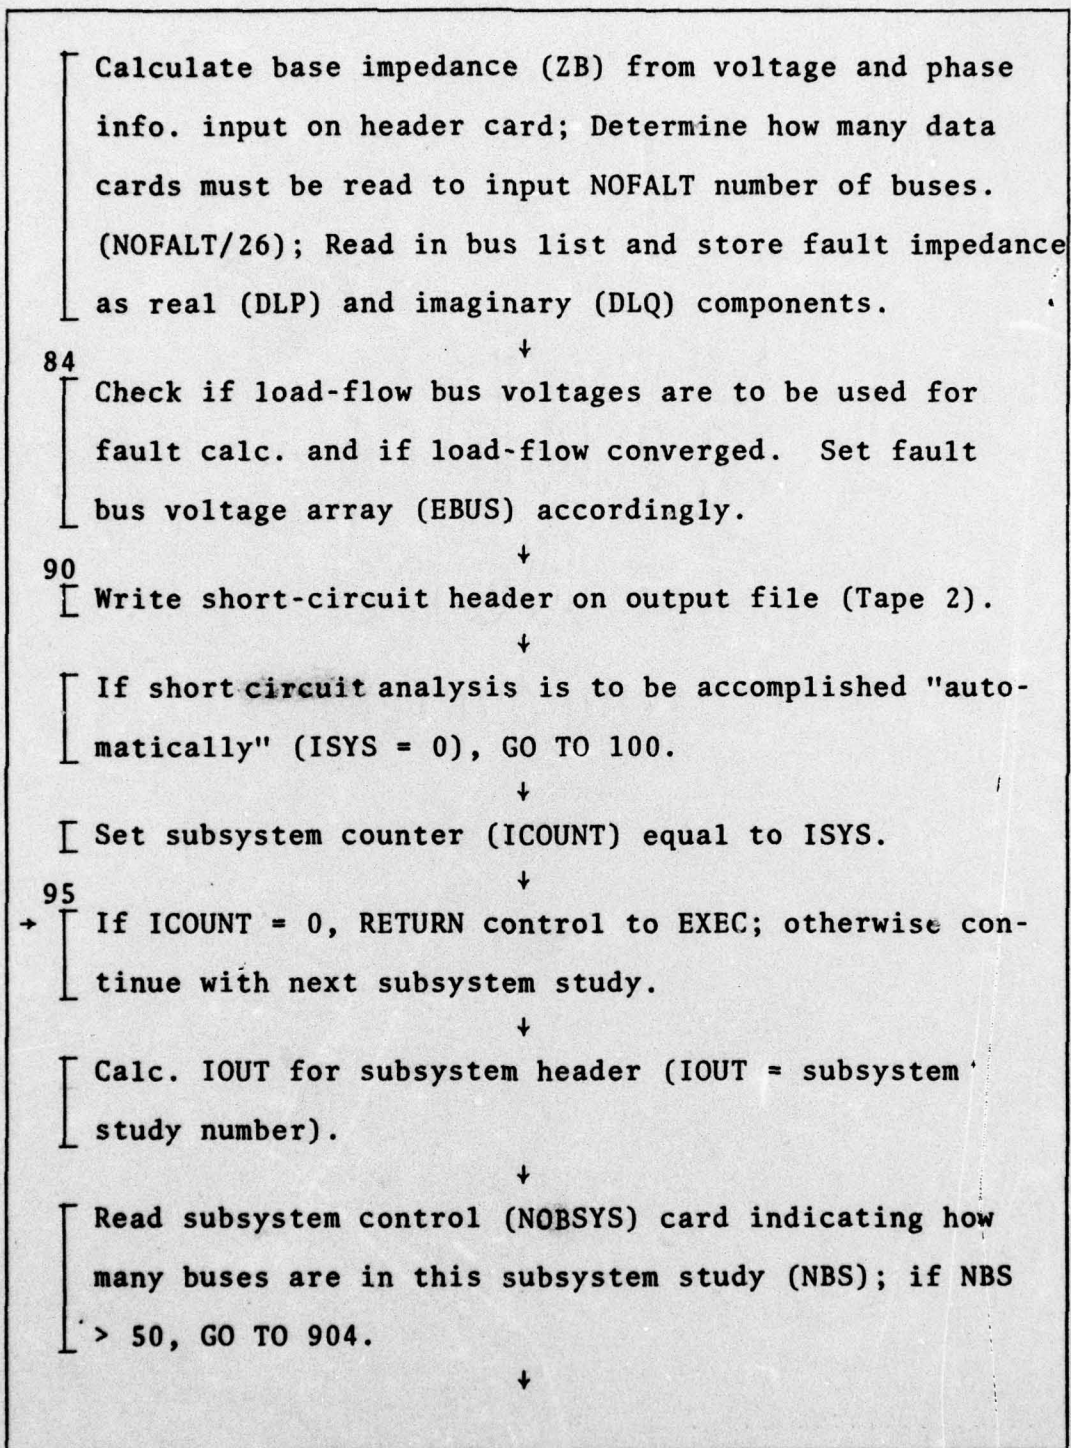 Calculate base impedance (ZB) from voltage and phase
info. input on header card; Determine how many data
cards must be read to input NOFALT number of buses.
(NOFALT/26); Read in bus list and store fault impedance
as real (DLP) and imaginary (DLQ) components.
↓
84
Check if load-flow bus voltages are to be used for
fault calc. and if load-flow converged. Set fault
bus voltage array (EBUS) accordingly.
↓
90
Write short-circuit header on output file (Tape 2).
↓
If short circuit analysis is to be accomplished "auto-
matically" (ISYS = 0), GO TO 100.
↓
Set subsystem counter (ICOUNT) equal to ISYS.
↓
95
→ If ICOUNT = 0, RETURN control to EXEC; otherwise con-
tinue with next subsystem study.
↓
Calc. IOUT for subsystem header (IOUT = subsystem
study number).
↓
Read subsystem control (NOBSYS) card indicating how
many buses are in this subsystem study (NBS); if NBS
> 50, GO TO 904.
↓